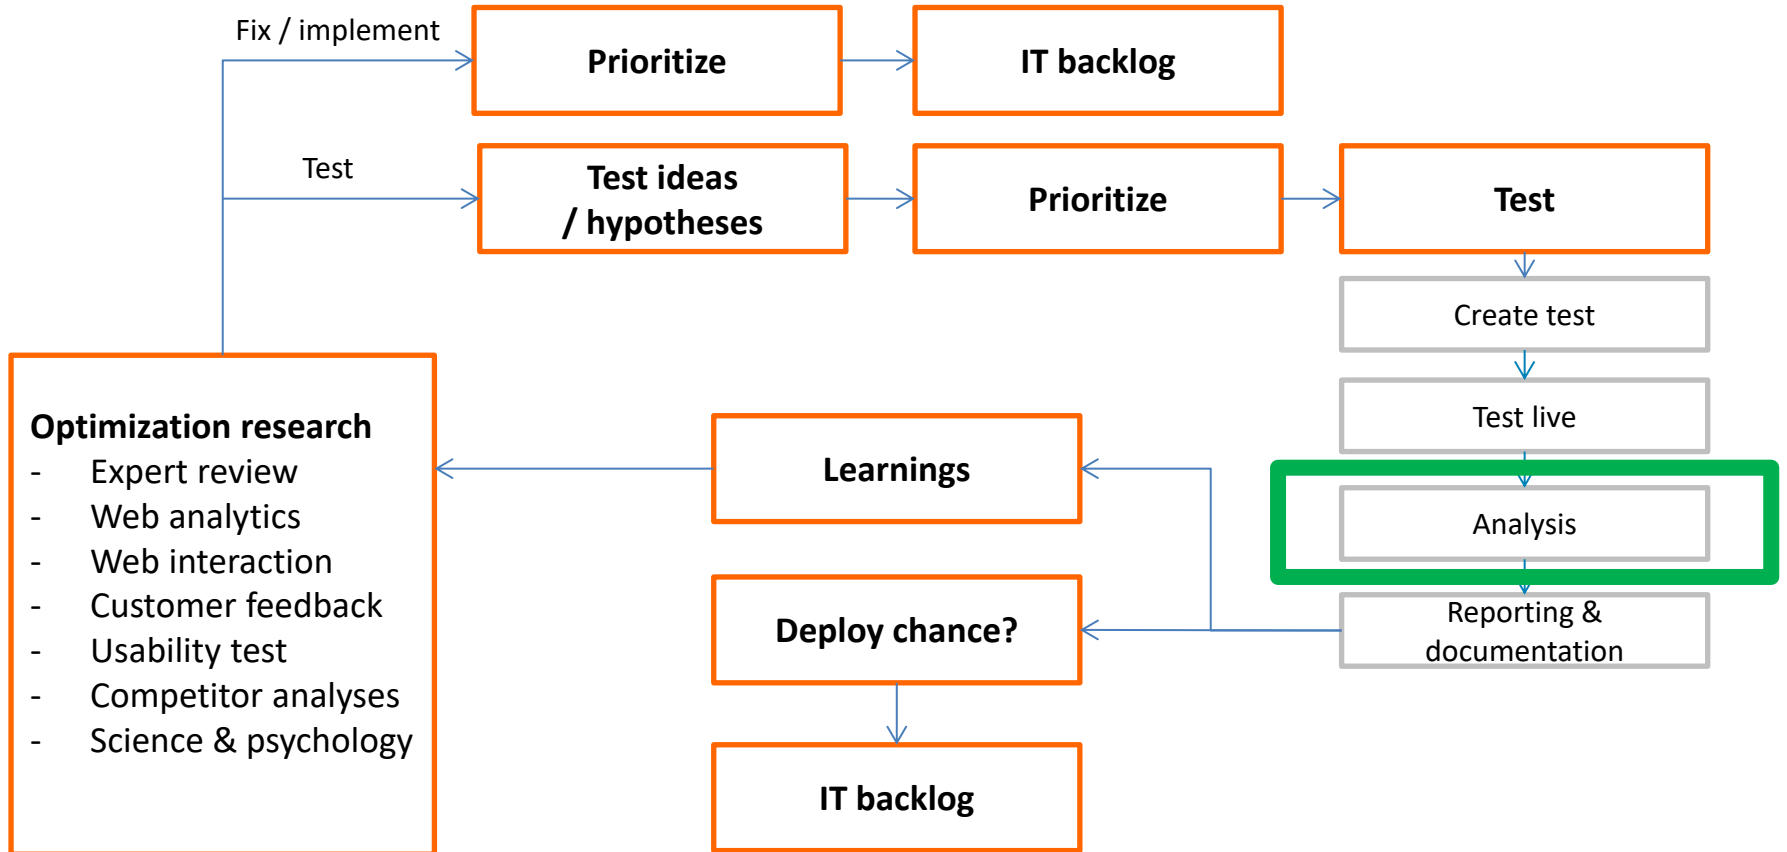 Fix / implement
Prioritize
IT backlog
Test
Test ideas
/ hypotheses
Prioritize
Test
Create test
Test live
Analysis
Reporting &
documentation
Optimization research
- Expert review
- Web analytics
- Web interaction
- Customer feedback
- Usability test
- Competitor analyses
- Science & psychology
Learnings
Deploy chance?
IT backlog